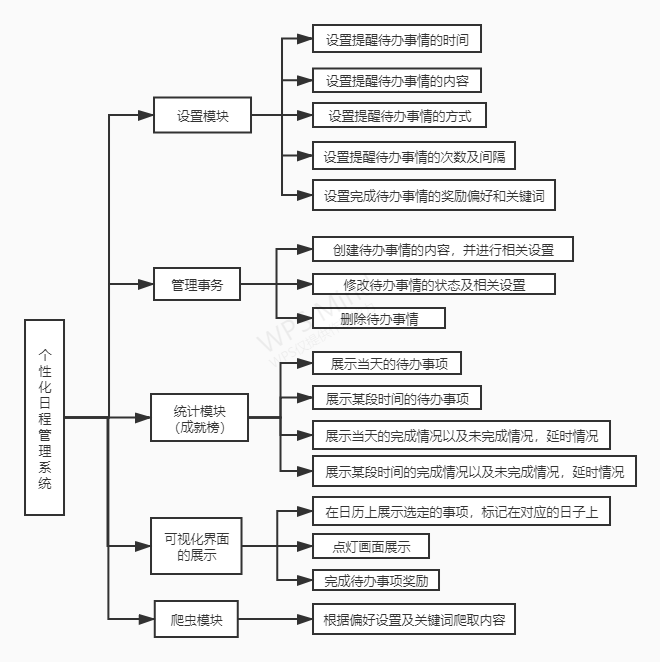 设置提醒待办事情的时间
设置提醒待办事情的内容
设置模块
设置提醒待办事情的方式
设置提醒待办事情的次数及间隔
设置完成待办事情的奖励偏好和关键词
创建待办事情的内容，并进行相关设置
管理事务
修改待办事情的状态及相关设置
删除待办事情
个性化日程管理系统
展示当天的待办事项
展示某段时间的待办事项
统计模块
（成就榜）
展示当天的完成情况以及未完成情况，延时情况
展示某段时间的完成情况以及未完成情况，延时情况
在日历上展示选定的事项，标记在对应的日子上
可视化界面
的展示
点灯画面展示
完成待办事项奖励
爬虫模块
根据偏好设置及关键词爬取内容